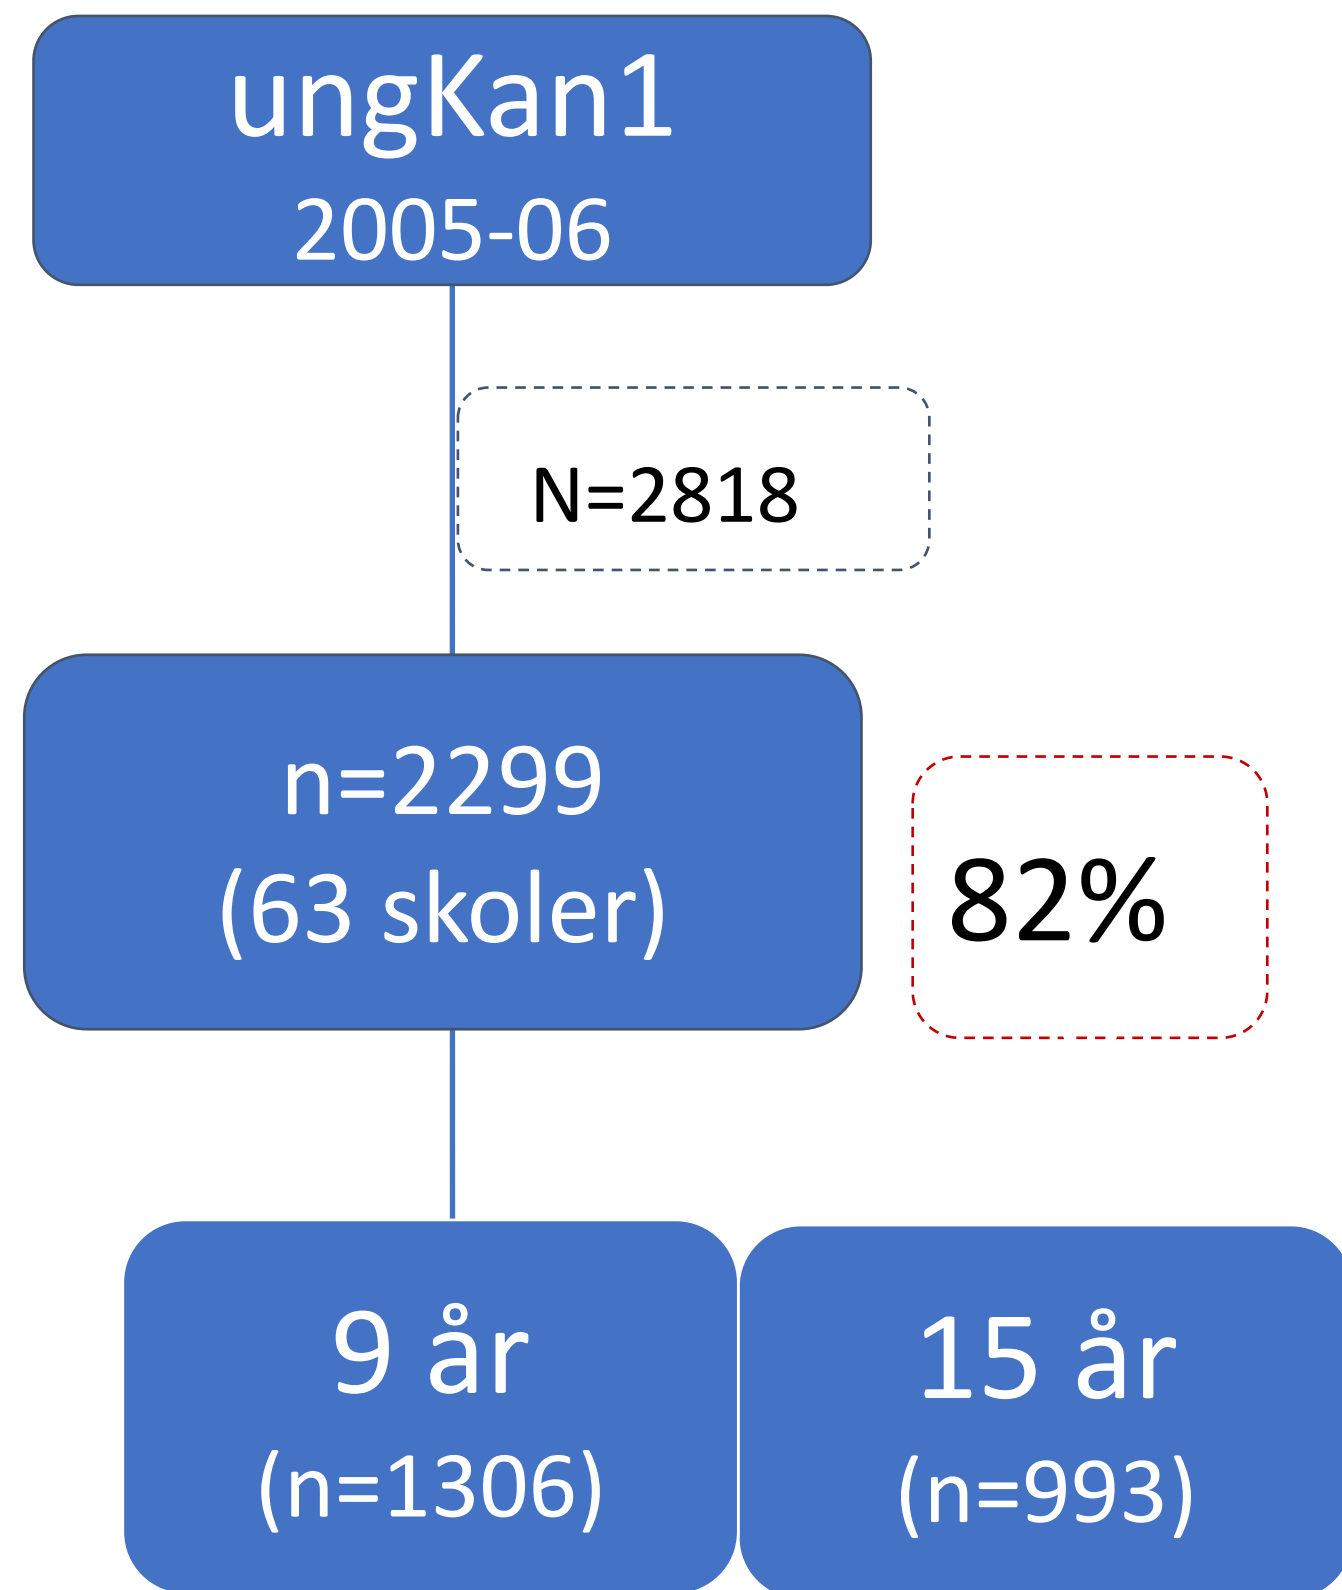 ungKan1
2005-06
N=2818
n=2299
(63 skoler)
82%
9 år
(n=1306)
15 år
(n=993)